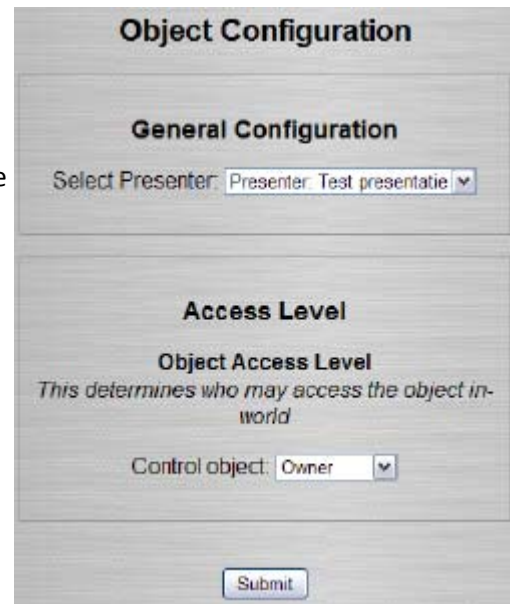 Object Configuration
General Configuration
e
Select Presenter: Presenter: Test presentatie
Access Level
Object Access Level
This determines who may access the object in-
world
Control object: Owner
Submit